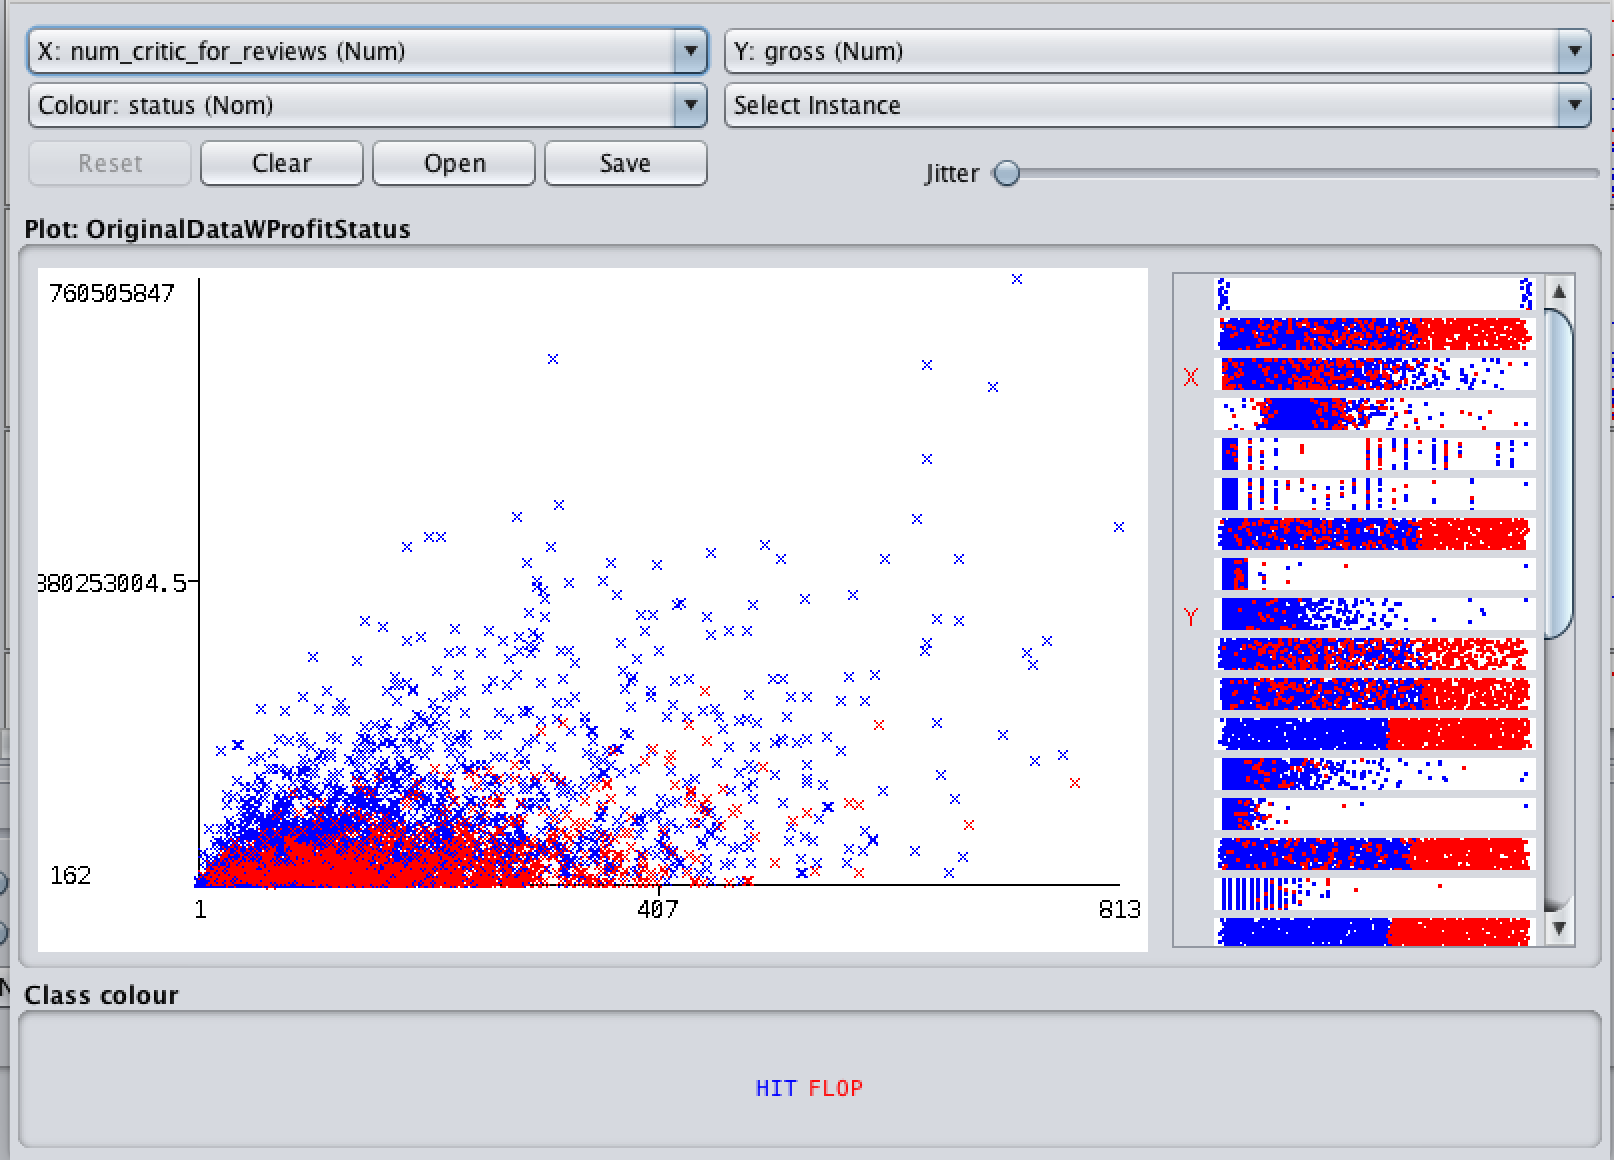 X: num_critic_for_reviews (Num) Y: gross (Num)
Colour: status (Nom) Select Instance
Reset Clear Open Save Jitter
Plot: OriginalDataWProfitStatus
760505847
X
380253004.5
Y
162
1 407 813
Class colour
HIT FLOP